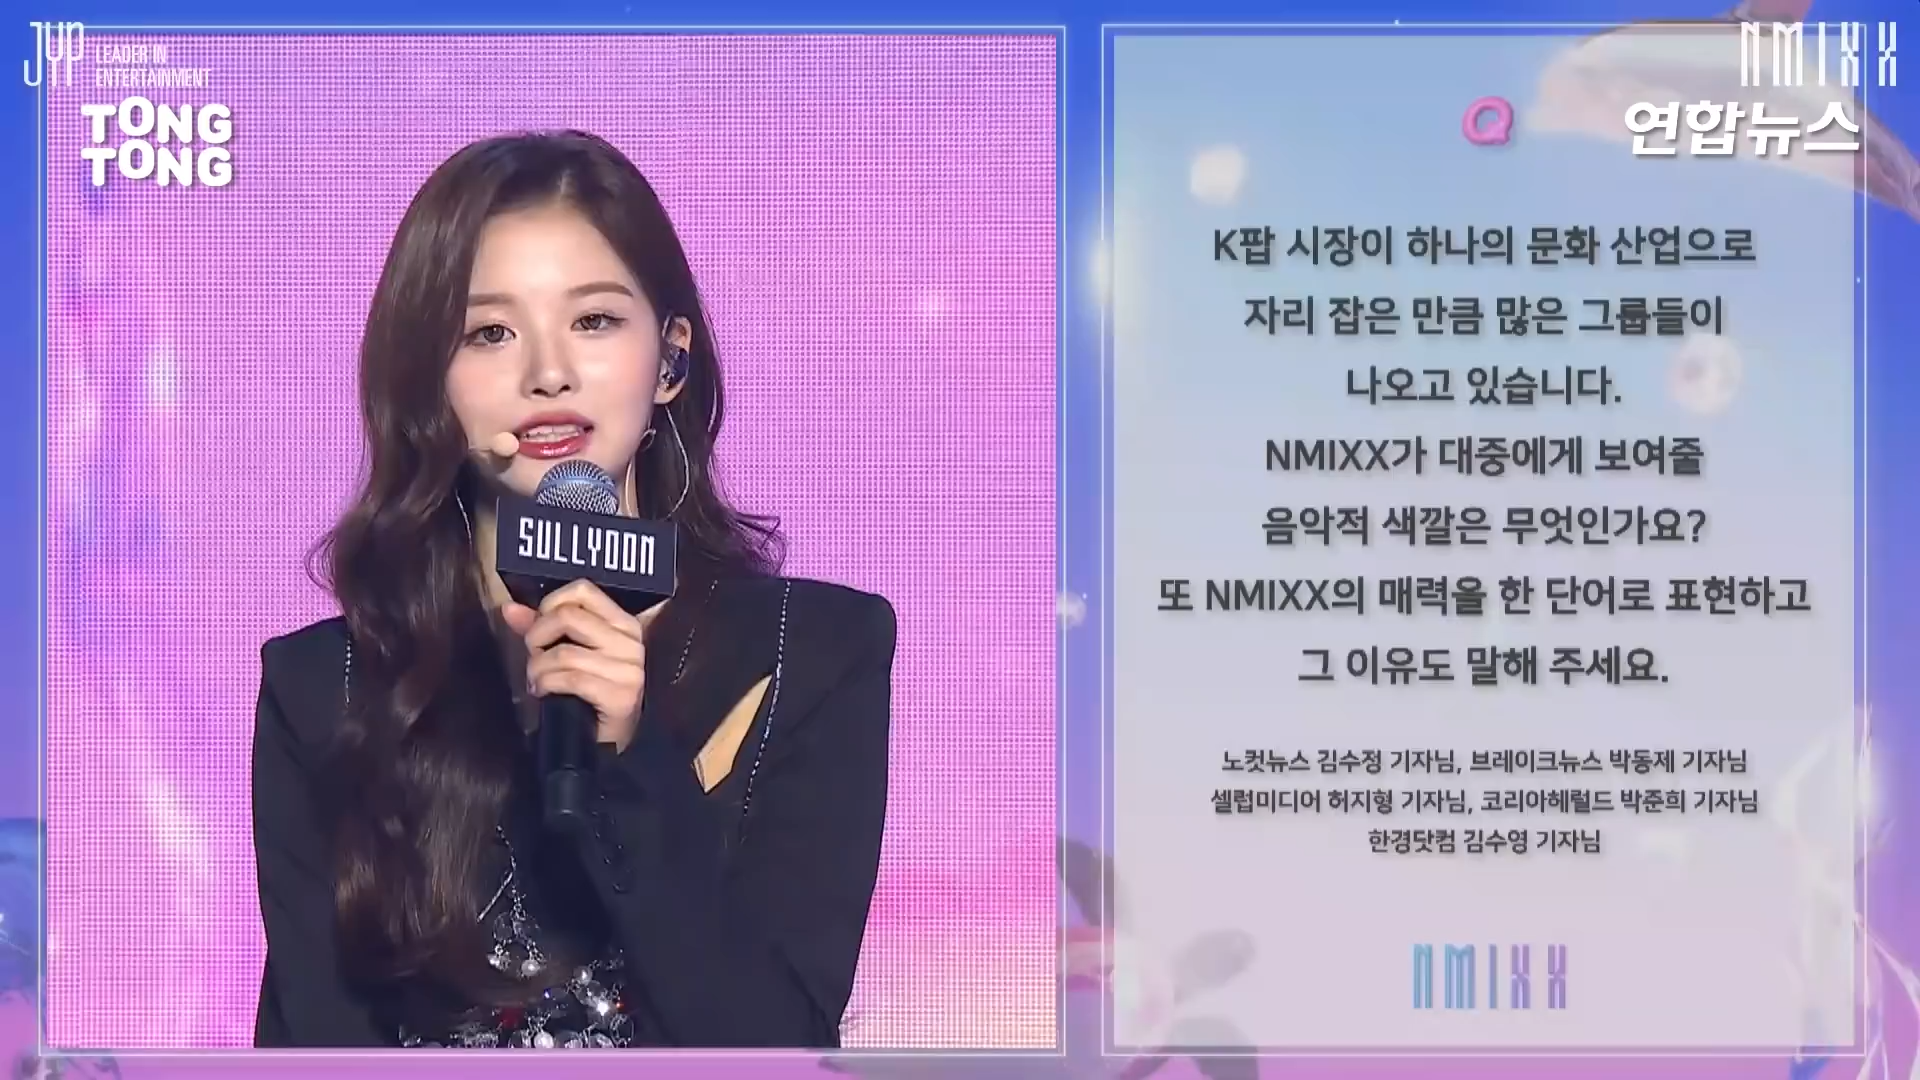 JYP LEADER IN
ENTERTAINMENT
TONG
TONG
SULLYOON
NMIXX
연합뉴스
Q
K팝 시장이 하나의 문화 산업으로
자리 잡은 만큼 많은 그룹들이
나오고 있습니다.
NMIXX가 대중에게 보여줄
음악적 색깔은 무엇인가요?
또 NMIXX의 매력을 한 단어로 표현하고
그 이유도 말해 주세요.
노컷뉴스 김수정 기자님, 브레이크뉴스 박동제 기자님
셀럽미디어 허지형 기자님, 코리아헤럴드 박준희 기자님
한경닷컴 김수영 기자님
NMIXX